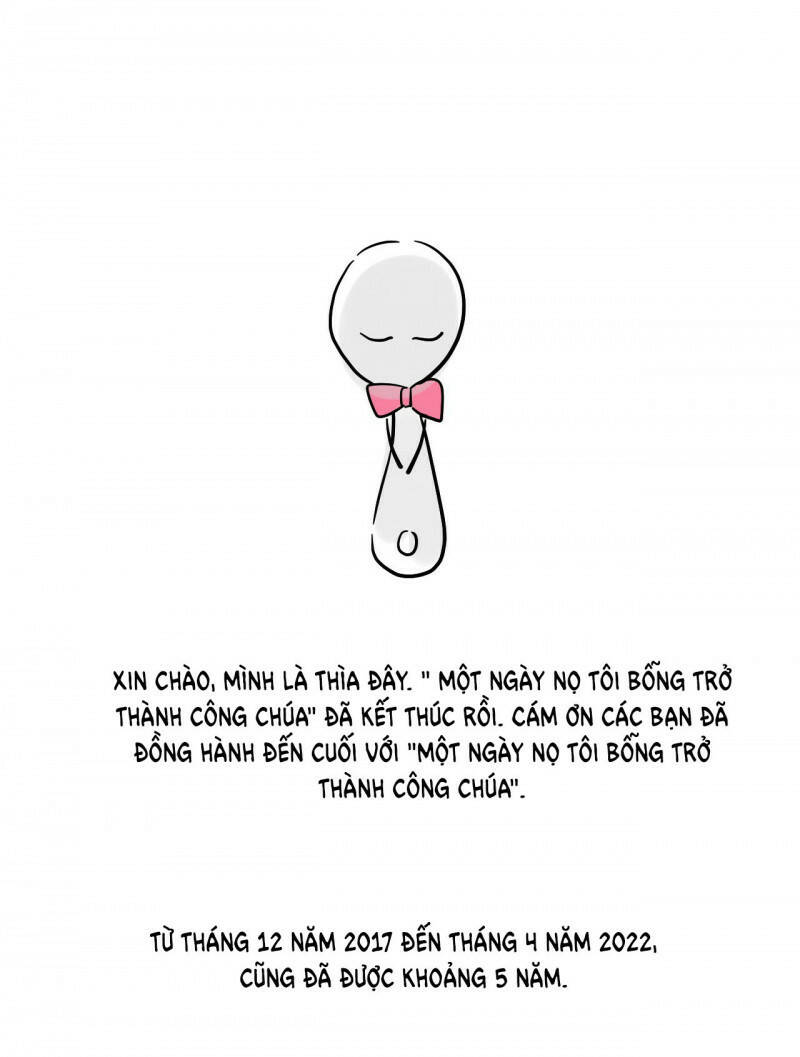 XIN CHÀO, MÌNH LÀ THÌA ĐÂY. " MỘT NGÀY NỌ TÔI BỖNG TRỞ
THÀNH CÔNG CHÚA" ĐÃ KẾT THÚC RỒI. CÁM ƠN CÁC BẠN ĐÃ
ĐỒNG HÀNH ĐẾN CUỐI VỚI "MỘT NGÀY NỌ TÔI BỖNG TRỞ
THÀNH CÔNG CHÚA".
TỪ THÁNG 12 NĂM 2017 ĐẾN THÁNG 4 NĂM 2022,
CŨNG ĐÃ ĐƯỢC KHOẢNG 5 NĂM.